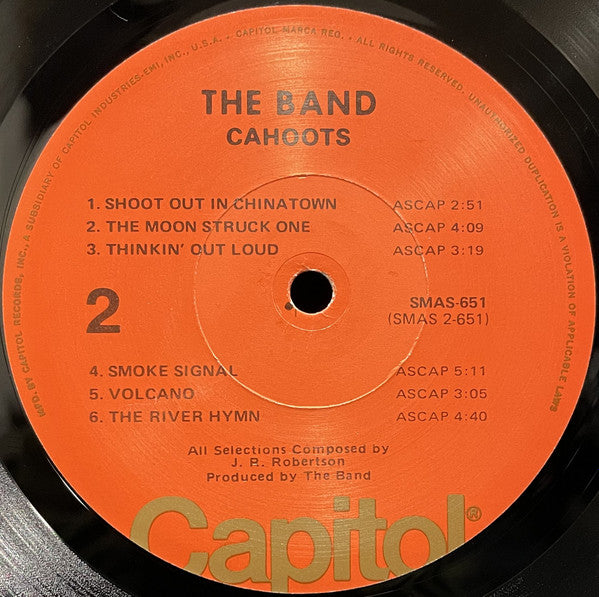 MFD. BY CAPITOL RECORDS, INC., A SUBSIDIARY OF CAPITOL INDUSTRIES-EMI, INC., U.S.A. • CAPITOL-MARCA REG. • ALL RIGHTS RESERVED. UNAUTHORIZED DUPLICATION IS A VIOLATION OF APPLICABLE LAWS
THE BAND
CAHOOTS
1. SHOOT OUT IN CHINATOWN ASCAP 2:51
2. THE MOON STRUCK ONE ASCAP 4:09
3. THINKIN' OUT LOUD ASCAP 3:19
2
SMAS-651
(SMAS 2-651)
4. SMOKE SIGNAL ASCAP 5:11
5. VOLCANO ASCAP 3:05
6. THE RIVER HYMN ASCAP 4:40
All Selections Composed by
J. R. Robertson
Produced by The Band
Capitol®